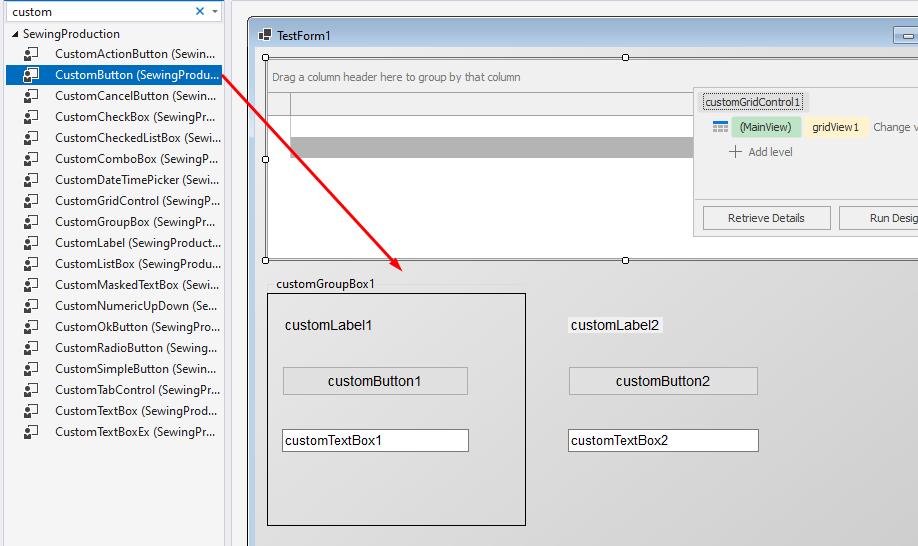 custom
SewingProduction
CustomActionButton (Sewin...
CustomButton (SewingProdu...
CustomCancelButton (Sewin...
CustomCheckBox (SewingPr...
CustomCheckedListBox (Sewi...
CustomComboBox (SewingP...
CustomDateTimePicker (Sewi...
CustomGridControl (SewingP...
CustomGroupBox (SewingPr...
CustomLabel (SewingProduct...
CustomListBox (SewingProdu...
CustomMaskedTextBox (Sewi...
CustomNumericUpDown (Se...
CustomOkButton (SewingPro...
CustomRadioButton (Sewing...
CustomSimpleButton (Sewin...
CustomTabControl (SewingPr...
CustomTextBox (SewingProd...
CustomTextBoxEx (SewingPr...
TestForm1
Drag a column header here to group by that column
customGridControl1
(MainView) gridView1 Change v
Add level
Retrieve Details Run Desig
customGroupBox1
customLabel1 customLabel2
customButton1 customButton2
customTextBox1 customTextBox2